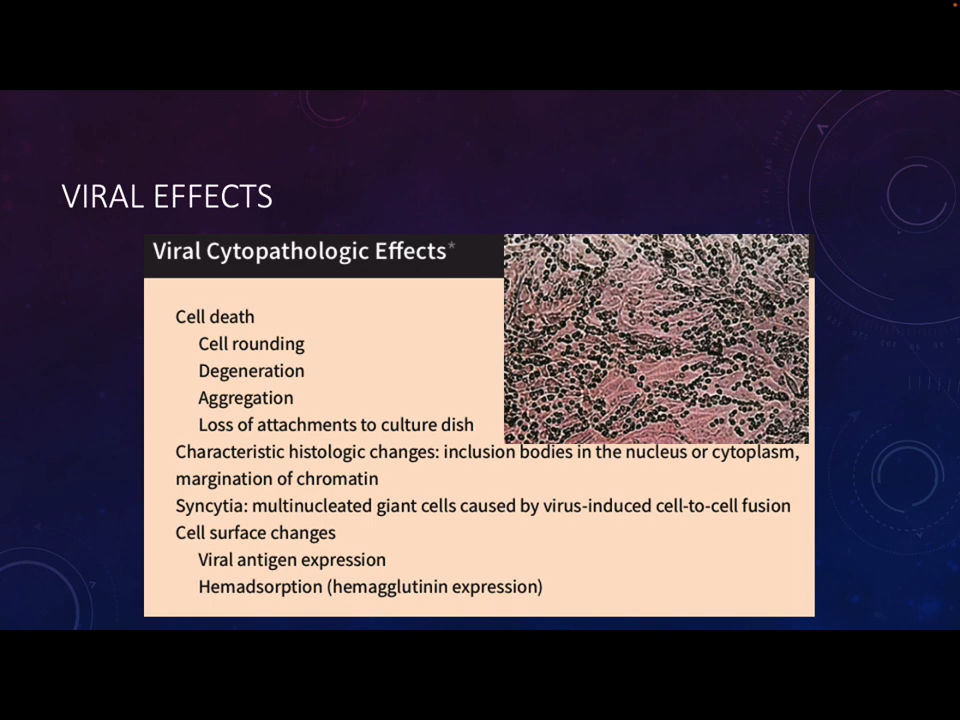 VIRAL EFFECTS
Viral Cytopathologic Effects*
Cell death
Cell rounding
Degeneration
Aggregation
Loss of attachments to culture dish
Characteristic histologic changes: inclusion bodies in the nucleus or cytoplasm,
margination of chromatin
Syncytia: multinucleated giant cells caused by virus-induced cell-to-cell fusion
Cell surface changes
Viral antigen expression
Hemadsorption (hemagglutinin expression)